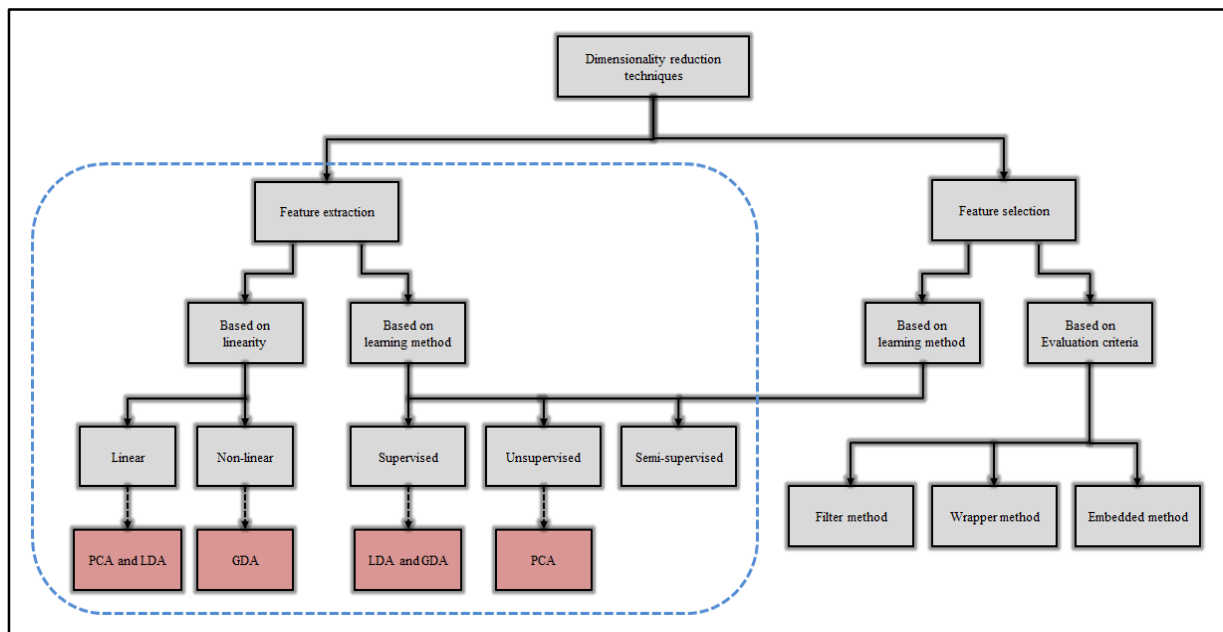 Dimensionality reduction
techniques
Feature extraction
Feature selection
Based on
linearity
Based on
learning method
Based on
learning method
Based on
Evaluation criteria
Linear
Non-linear
Supervised
Unsupervised
Semi-supervised
Filter method
Wrapper method
Embedded method
PCA and LDA
GDA
LDA and GDA
PCA